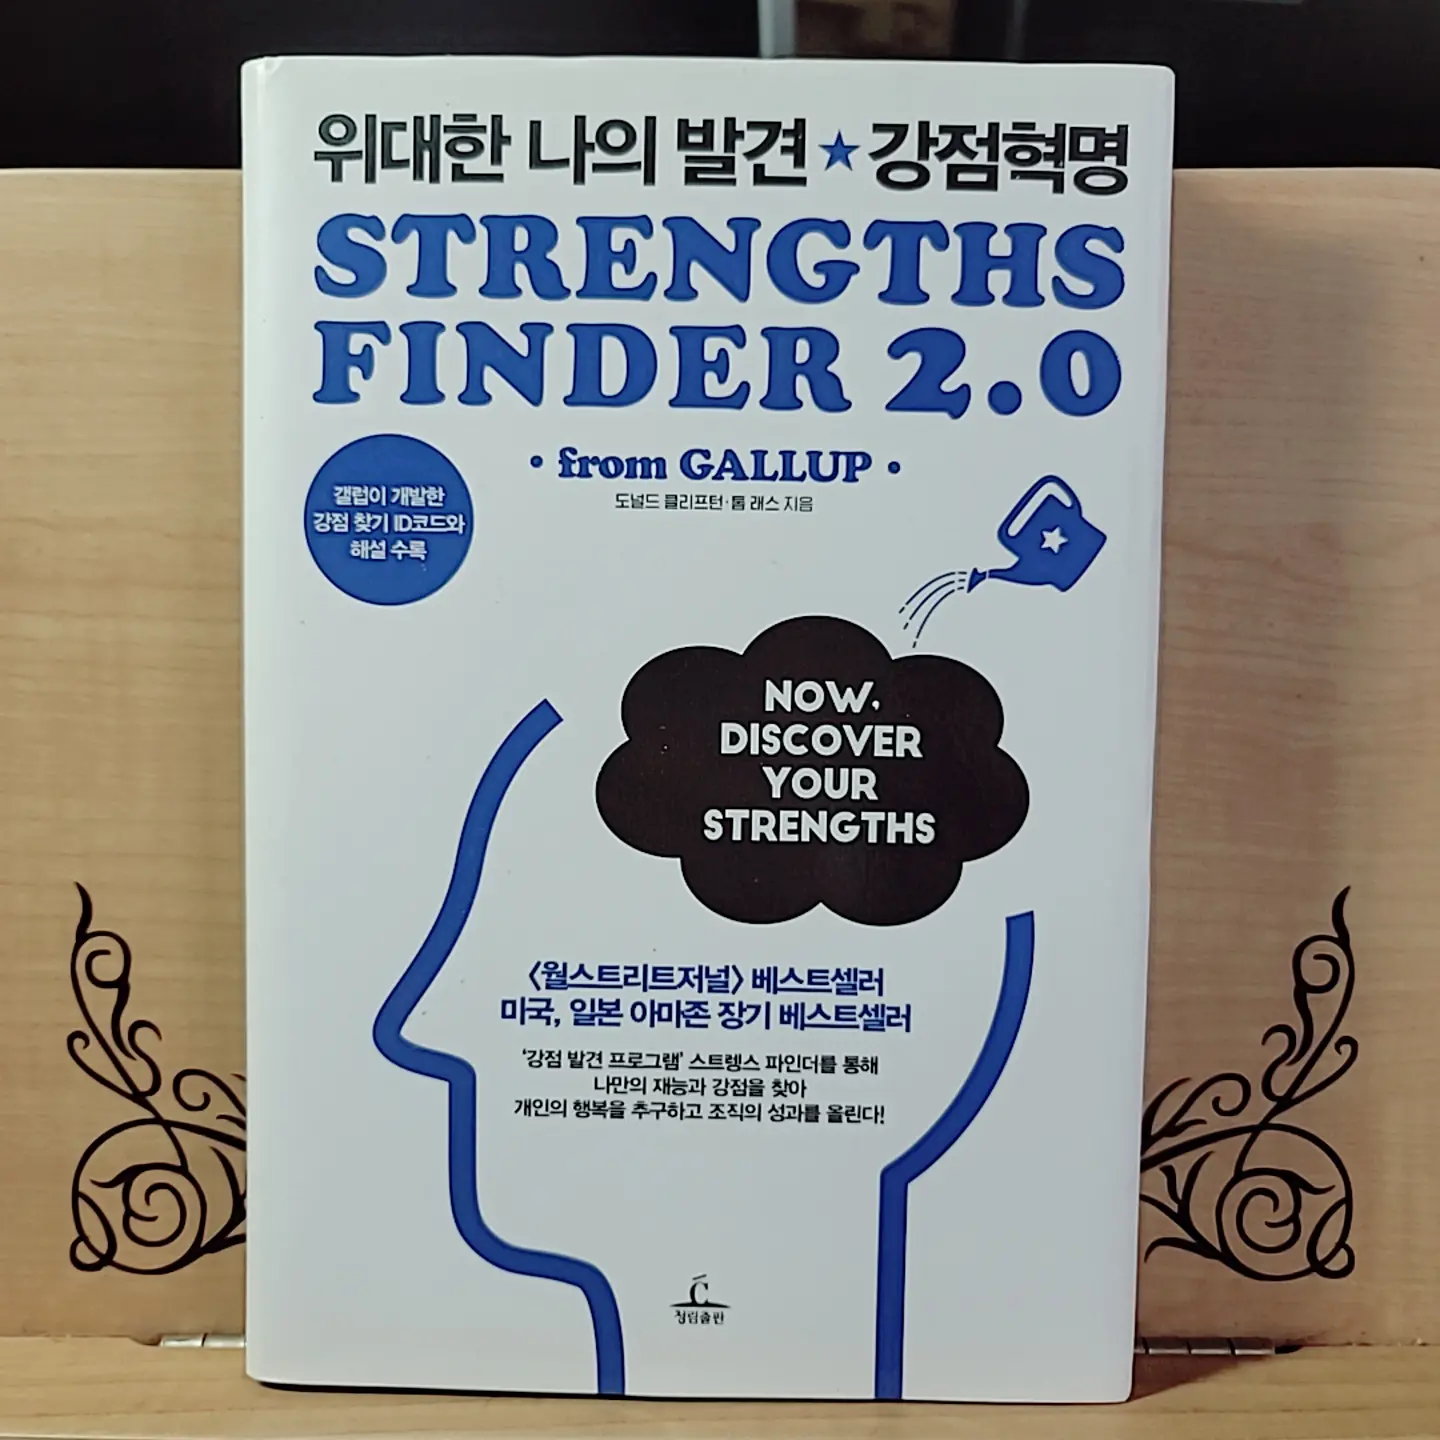 위대한 나의 발견★강점혁명
STRENGTHS
FINDER 2.0
• from GALLUP •
도널드 클리프턴·톰 래스 지음
갤럽이 개발한
강점 찾기 ID코드와
해설 수록
NOW,
DISCOVER
YOUR
STRENGTHS
<월스트리트저널> 베스트셀러
미국, 일본 아마존 장기 베스트셀러
'강점 발견 프로그램' 스트렝스 파인더를 통해
나만의 재능과 강점을 찾아
개인의 행복을 추구하고 조직의 성과를 올린다!
청림출판